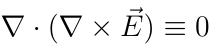 ∇ · (∇ × E⃗) ≡ 0